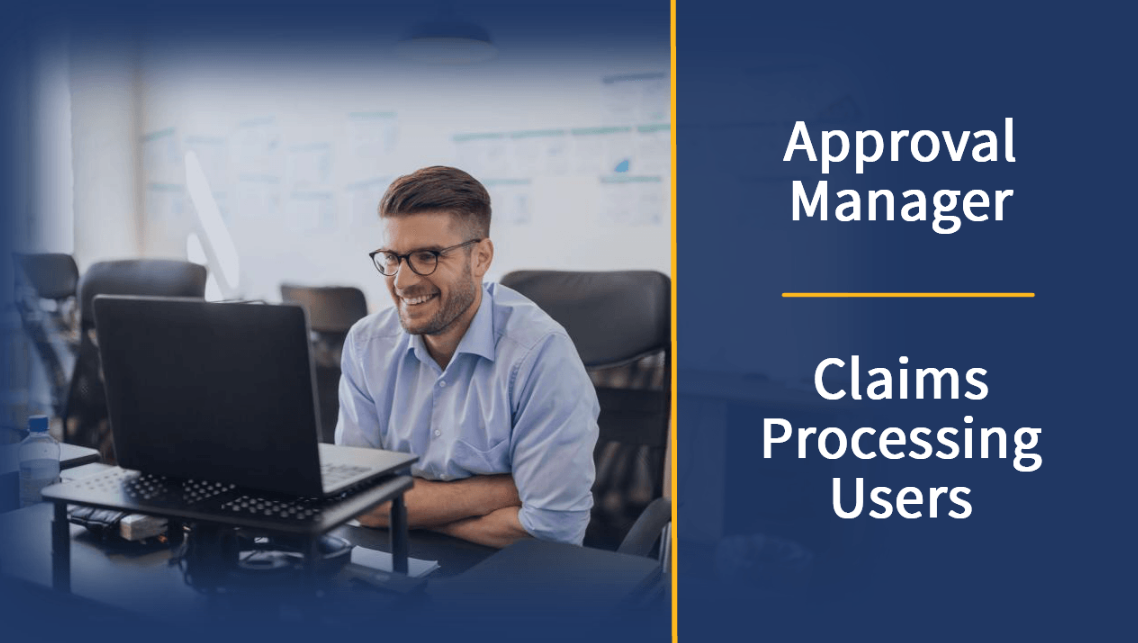 Approval
Manager
Claims
Processing
Users